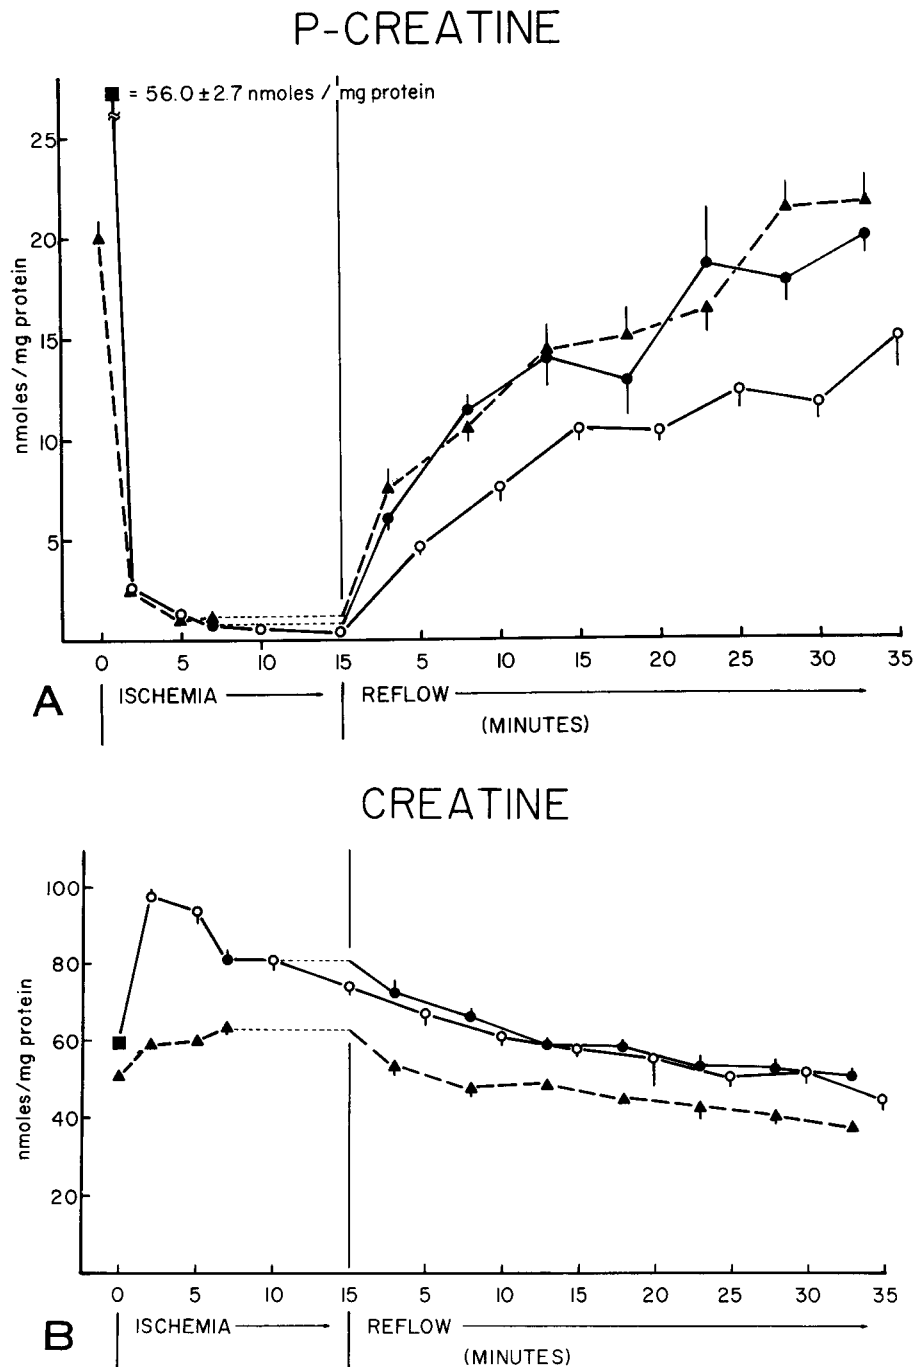 P-CREATINE
■ = 56.0 ± 2.7 nmoles / mg protein
nmoles / mg protein
25
20
15
10
5
0 5 10 15 5 10 15 20 25 30 35
A ISCHEMIA REFLOW
(MINUTES)
CREATINE
nmoles/mg protein
100
80
60
40
20
0 5 10 15 5 10 15 20 25 30 35
B ISCHEMIA REFLOW
(MINUTES)